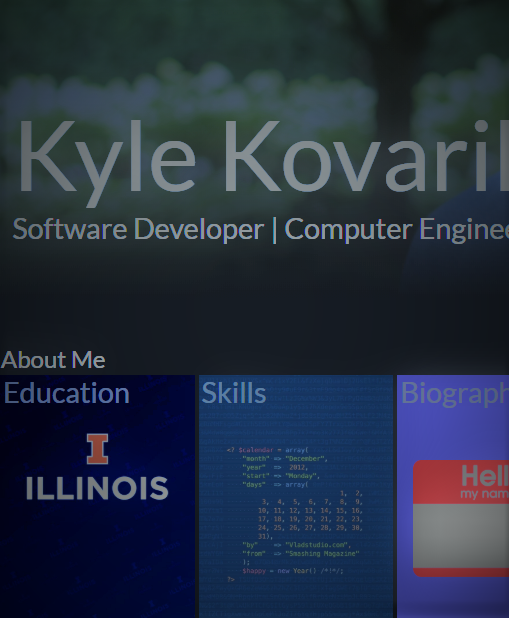 Kyle Kovarik
Software Developer | Computer Enginee
About Me
Education
Skills
Biograph
I
ILLINOIS
<? $calendar = array(
"month" => "December",
"year" => 2012,
"start" => "Monday",
"days" => array(
1, 2,
3, 4, 5, 6, 7, 8, 9,
10, 11, 12, 13, 14, 15, 16,
17, 18, 19, 20, 21, 22, 23,
24, 25, 26, 27, 28, 29, 30,
31),
"by" => "Vladstudio.com",
"from" => "Smashing Magazine"
);
$happy = new Year() /*!*/;
?>
Hell
my nam